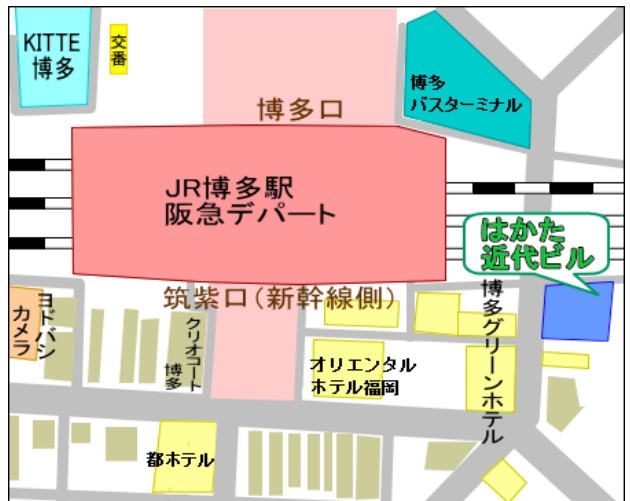 KITTE
博多
交番
博多
バスターミナル
博多口
JR博多駅
阪急デパート
はかた
近代ビル
筑紫口（新幹線側）
ヨドバシ
カメラ
クリオコート
博多
オリエンタル
ホテル福岡
博多グリーンホテル
都ホテル